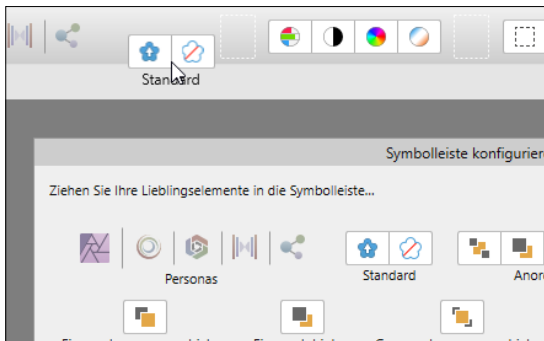 Standard
Symbolleiste konfigurier
Ziehen Sie Ihre Lieblingselemente in die Symbolleiste...
Personas
Standard
Anor